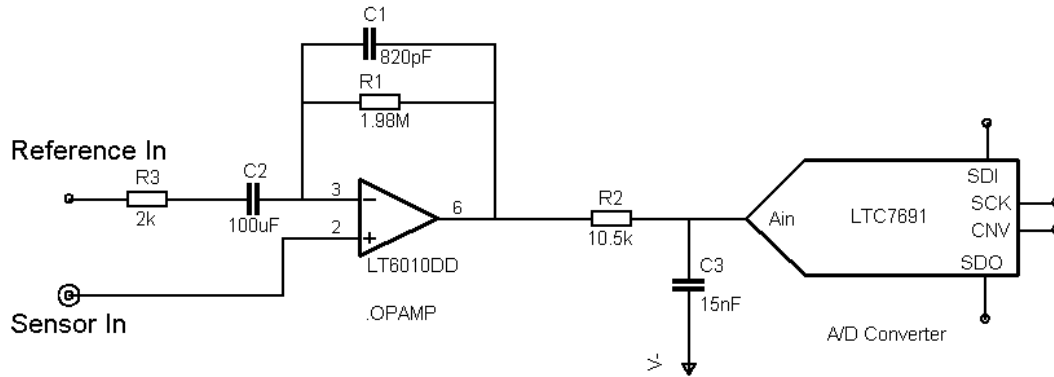 C1
820pF
R1
1.98M
Reference In
R3
2k
C2
100uF
3
2
6
LT6010DD
.OPAMP
Sensor In
R2
10.5k
C3
15nF
V-
Ain
LTC7691
SDI
SCK
CNV
SDO
A/D Converter